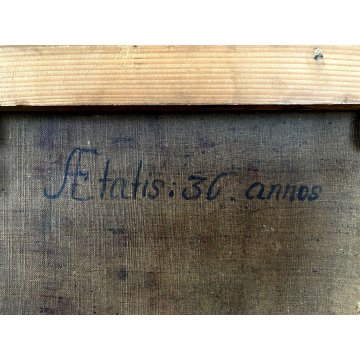 Ætatis: 36. annos